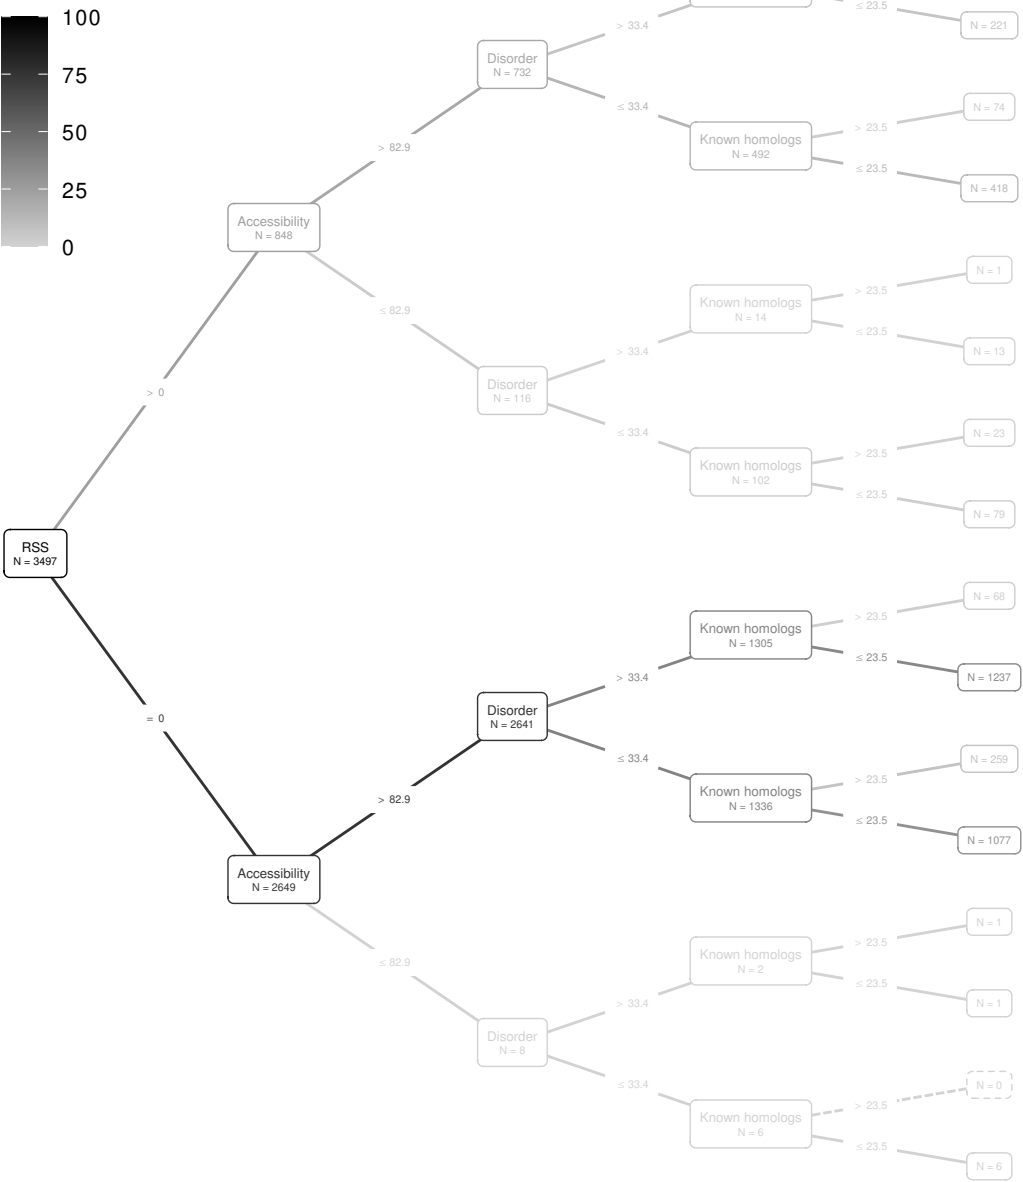 100
75
50
25
0
> 33.4
≤ 23.5
N = 221
Disorder
N = 732
≤ 33.4
Known homologs
N = 492
> 23.5
N = 74
≤ 23.5
N = 418
> 82.9
Accessibility
N = 848
≤ 82.9
Known homologs
N = 14
> 23.5
N = 1
≤ 23.5
N = 13
> 33.4
Disorder
N = 116
≤ 33.4
Known homologs
N = 102
> 23.5
N = 23
≤ 23.5
N = 79
> 0
RSS
N = 3497
= 0
Known homologs
N = 1305
> 23.5
N = 68
≤ 23.5
N = 1237
> 33.4
Disorder
N = 2641
≤ 33.4
Known homologs
N = 1336
> 23.5
N = 259
≤ 23.5
N = 1077
> 82.9
Accessibility
N = 2649
≤ 82.9
Known homologs
N = 2
> 23.5
N = 1
≤ 23.5
N = 1
> 33.4
Disorder
N = 8
≤ 33.4
Known homologs
N = 6
> 23.5
N = 0
≤ 23.5
N = 6